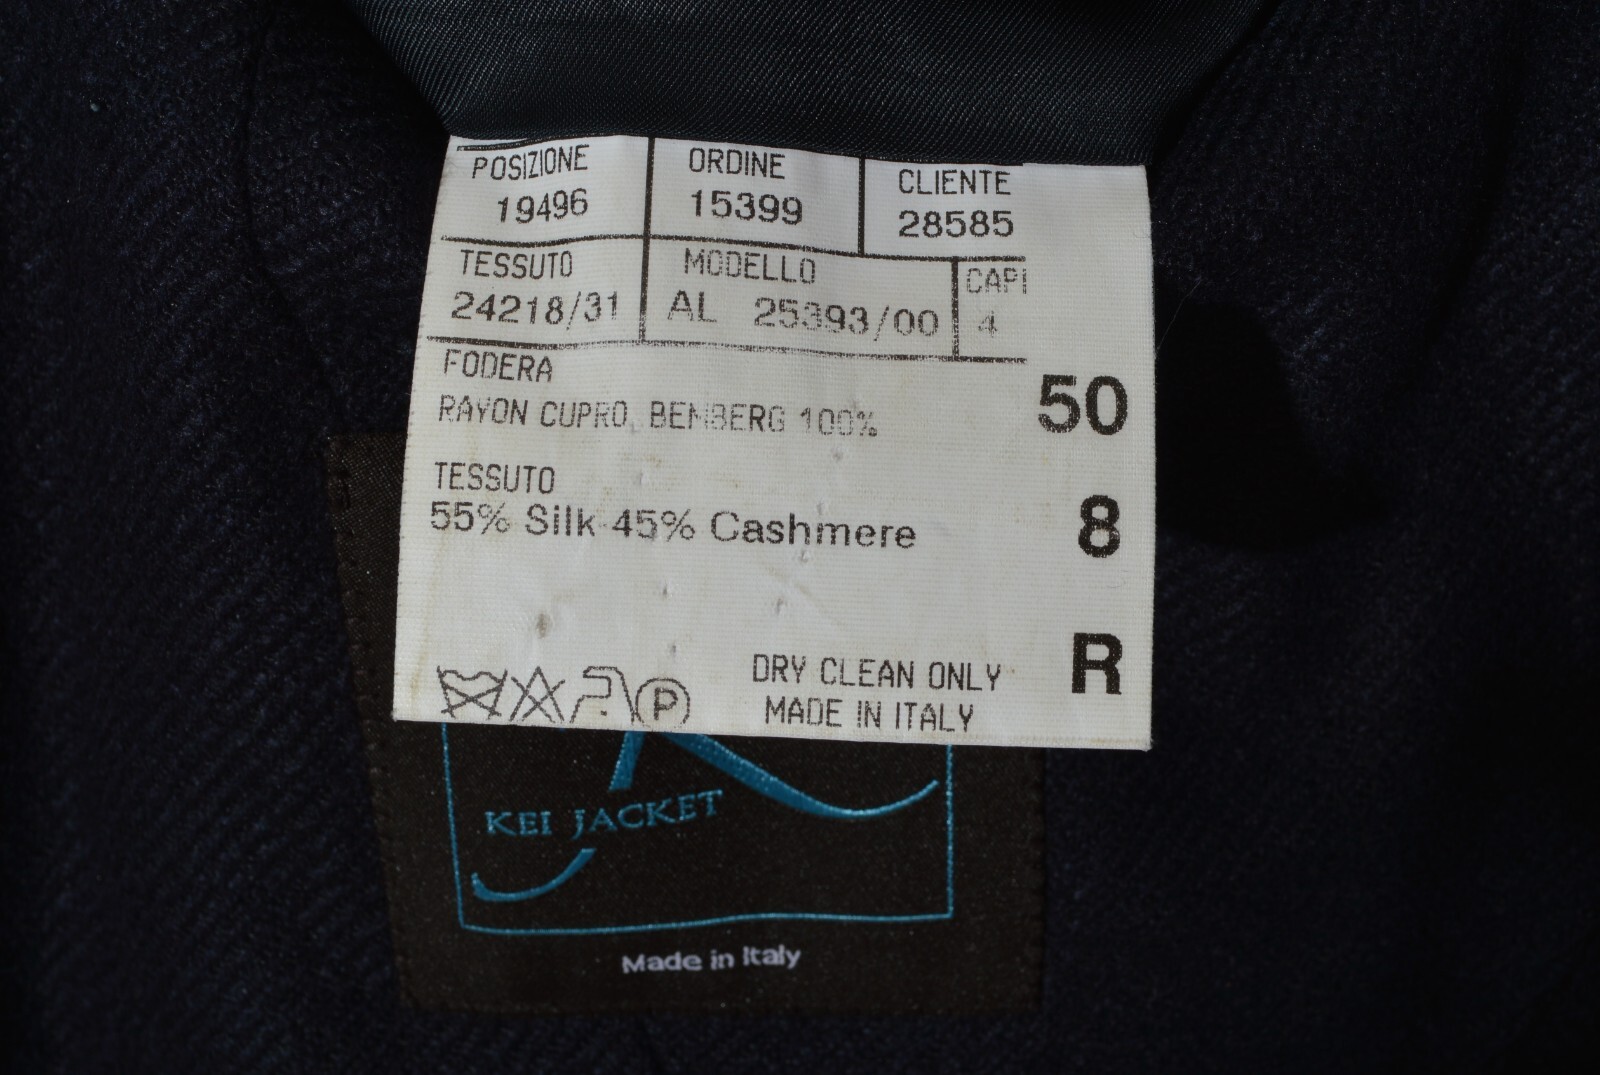 POSIZIONE ORDINE CLIENTE
19496 15399 28585
TESSUTO MODELLO CAPI
24218/31 AL 25393/00 4
FODERA
RAYON CUPRO, BEMBERG 100%
50
TESSUTO
55% Silk 45% Cashmere
8
DRY CLEAN ONLY
R
P
MADE IN ITALY
KEI JACKET
Made in Italy